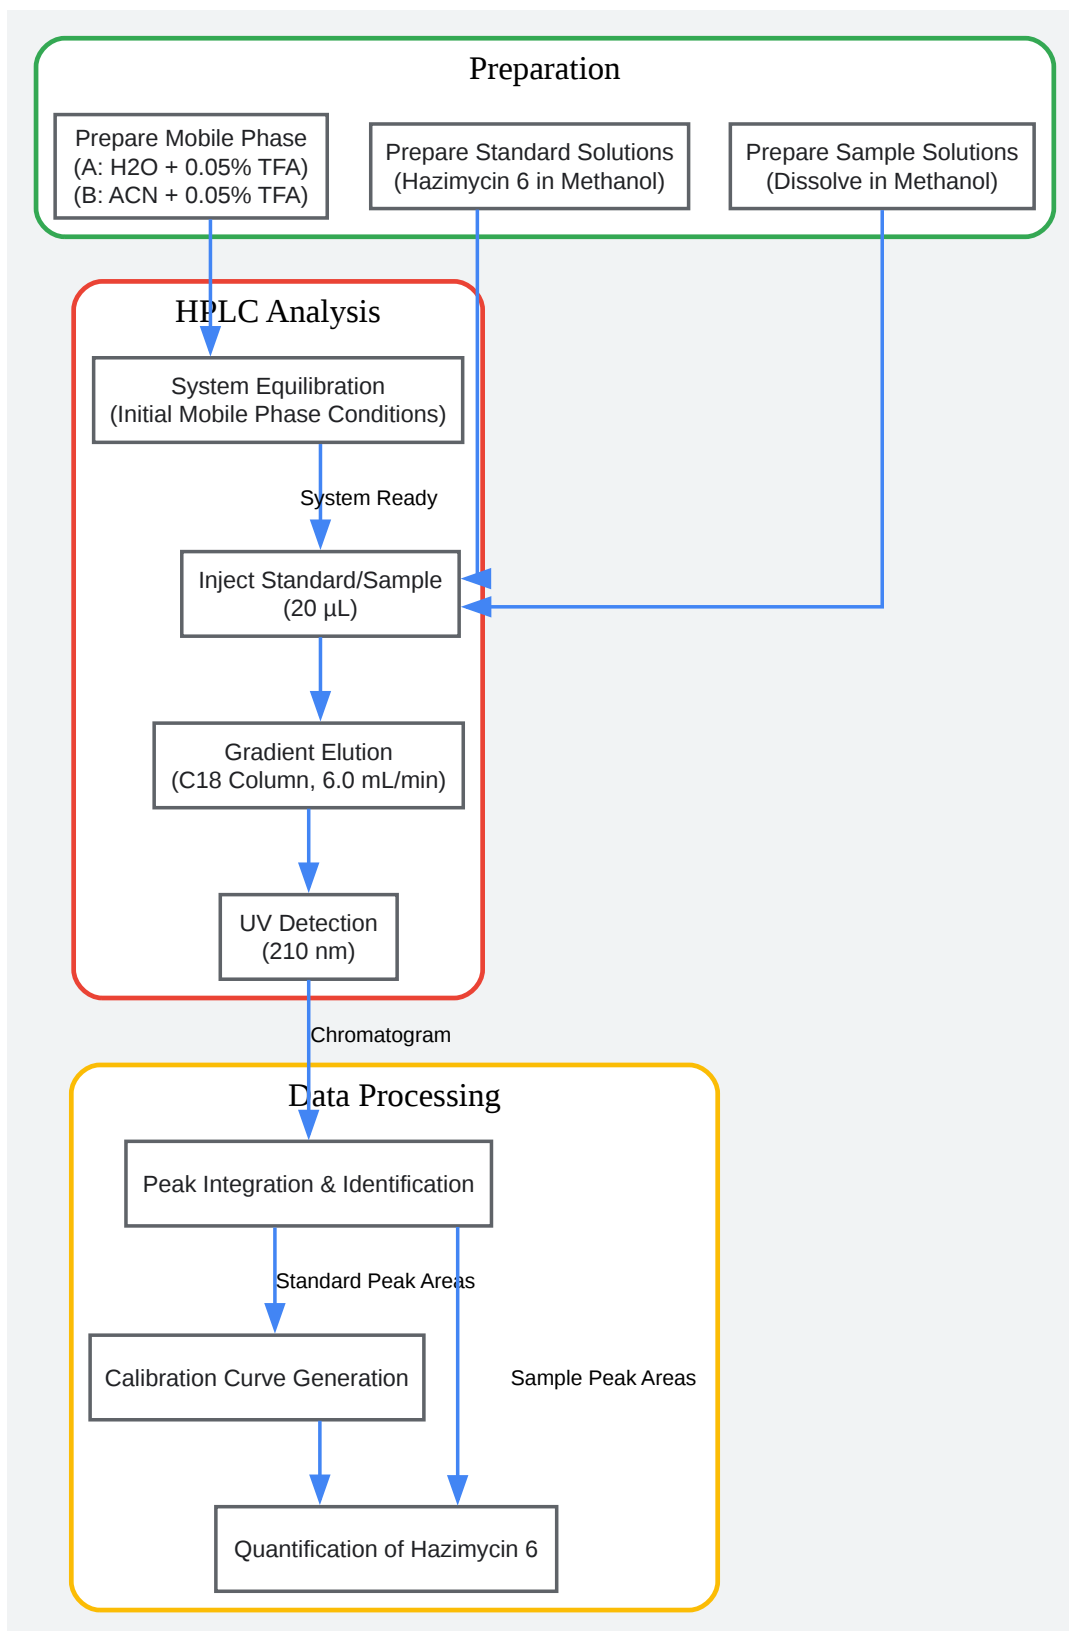 Preparation
Prepare Mobile Phase
(A: H2O + 0.05% TFA)
(B: ACN + 0.05% TFA)
Prepare Standard Solutions
(Hazimycin 6 in Methanol)
Prepare Sample Solutions
(Dissolve in Methanol)
HPLC Analysis
System Equilibration
(Initial Mobile Phase Conditions)
System Ready
Inject Standard/Sample
(20 µL)
Gradient Elution
(C18 Column, 6.0 mL/min)
UV Detection
(210 nm)
Chromatogram
Data Processing
Peak Integration & Identification
Standard Peak Areas
Calibration Curve Generation
Sample Peak Areas
Quantification of Hazimycin 6